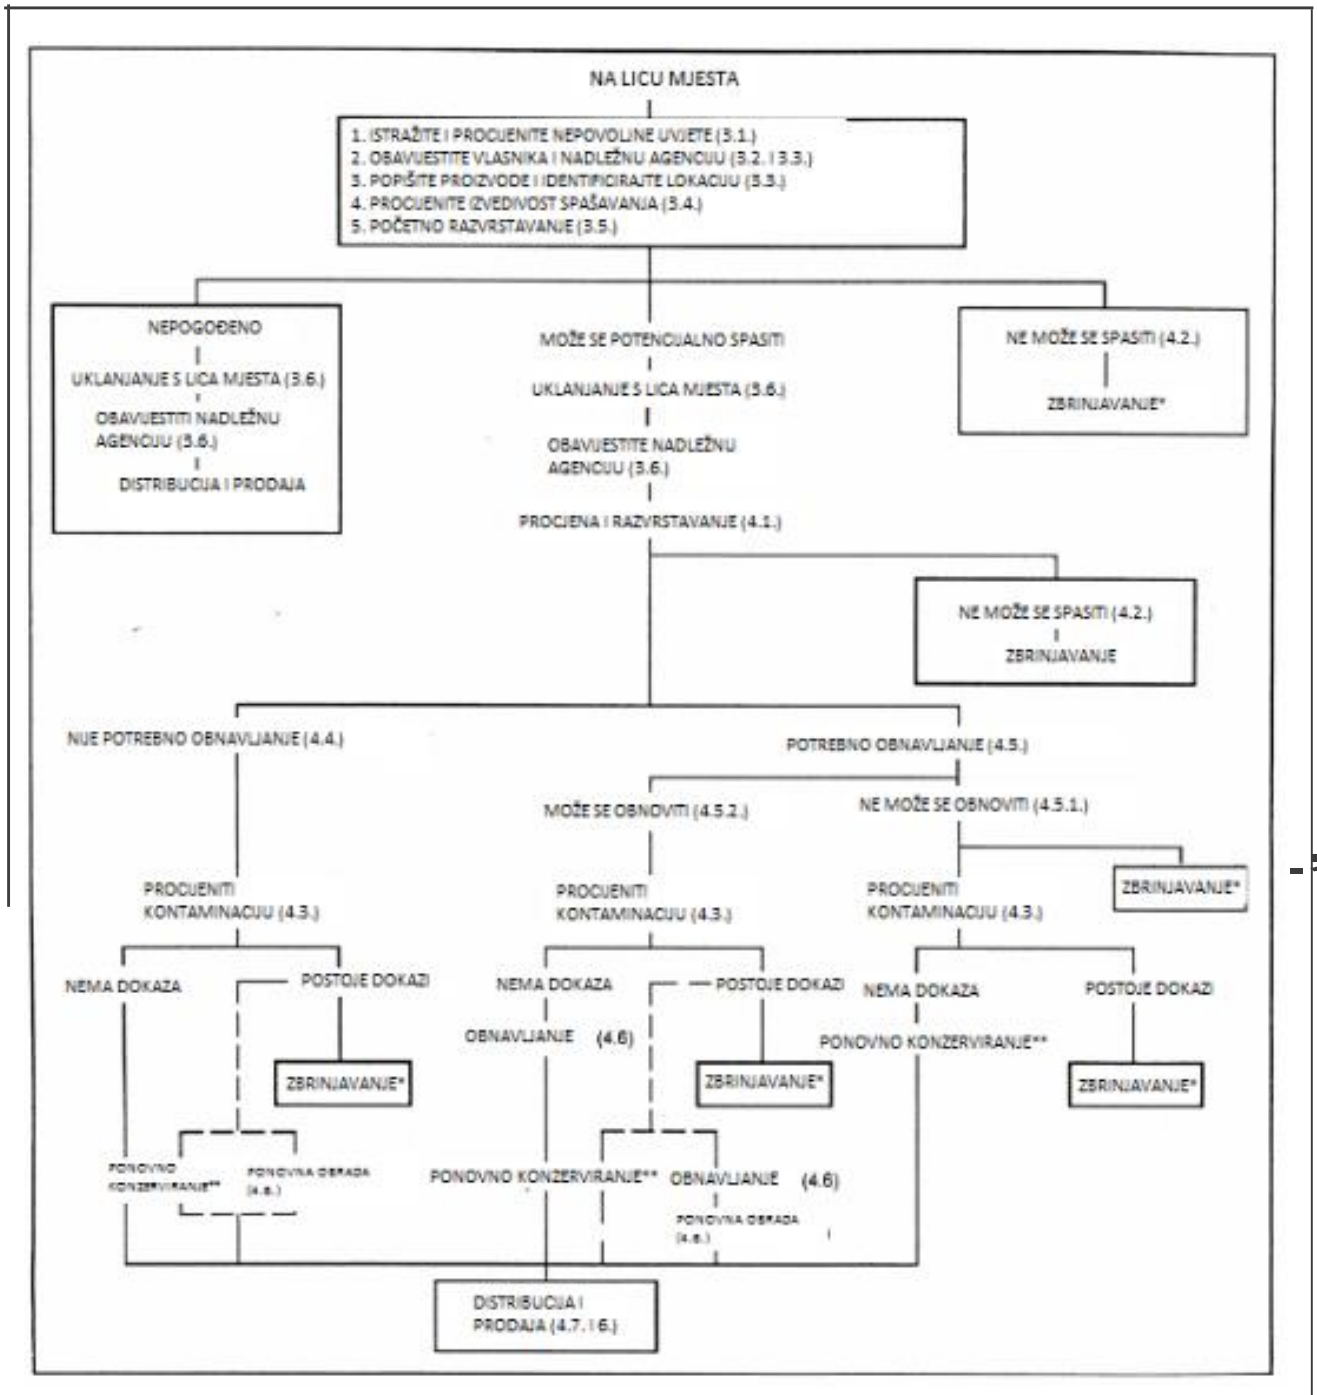 NA LICU MJESTA
1. ISTRAŽITE I PROCIJENITE NEPOVOLJNE UVJETE (3.1.)
2. OBAVIJESTITE VLASNIKA I NADLEŽNU AGENCIJU (3.2. I 3.3.)
3. POPIŠITE PROIZVODE I IDENTIFICIRAJTE LOKACIJU (3.3.)
4. PROCIJENITE IZVEDIVOST SPAŠAVANJA (3.4.)
5. POČETNO RAZVRSTAVANJE (3.5.)
NEPOGOĐENO
UKLANJANJE S LICA MJESTA (3.6.)
OBAVIJESTITI NADLEŽNU
AGENCIJU (3.6.)
DISTRIBUCIJA I PRODAJA
MOŽE SE POTENCIJALNO SPASITI
UKLANJANJE S LICA MJESTA (3.6.)
OBAVIJESTITE NADLEŽNU
AGENCIJU (3.6.)
PROCJENA I RAZVRSTAVANJE (4.1.)
NE MOŽE SE SPASITI (4.2.)
ZBRINJAVANJE*
NE MOŽE SE SPASITI (4.2.)
ZBRINJAVANJE
NIJE POTREBNO OBNAVLJANJE (4.4.)
POTREBNO OBNAVLJANJE (4.5.)
MOŽE SE OBNOVITI (4.5.2.)
NE MOŽE SE OBNOVITI (4.5.1.)
ZBRINJAVANJE*
PROCIJENITI
KONTAMINACIJU (4.3.)
PROCIJENITI
KONTAMINACIJU (4.3.)
PROCIJENITI
KONTAMINACIJU (4.3.)
NEMA DOKAZA
POSTOJE DOKAZI
NEMA DOKAZA
POSTOJE DOKAZI
NEMA DOKAZA
POSTOJE DOKAZI
OBNAVLJANJE (4.6)
PONOVNO KONZERVIRANJE**
ZBRINJAVANJE*
ZBRINJAVANJE*
ZBRINJAVANJE*
PONOVNO
KONZERVIRANJE**
PONOVNA OBRADA
(4.6.)
PONOVNO KONZERVIRANJE**
OBNAVLJANJE (4.6)
PONOVNA OBRADA
(4.6.)
DISTRIBUCIJA I
PRODAJA (4.7. I 6.)